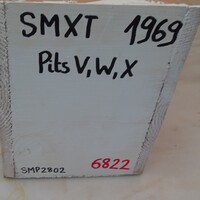 SMXT 1969
Pits V, W, X
SMP2802 6822